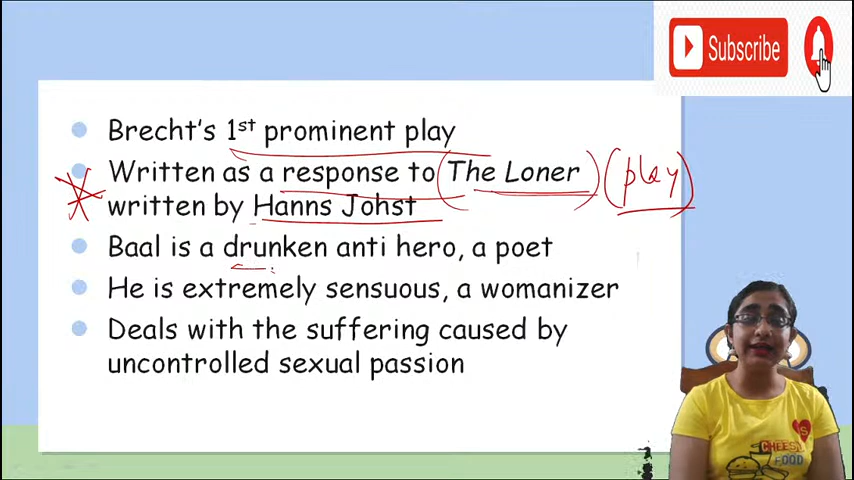 Subscribe
Brecht's 1st prominent play
Written as a response to The Loner (play)
written by Hanns Johst
Baal is a drunken anti hero, a poet
He is extremely sensuous, a womanizer
Deals with the suffering caused by
uncontrolled sexual passion
CHEESY
FOOD